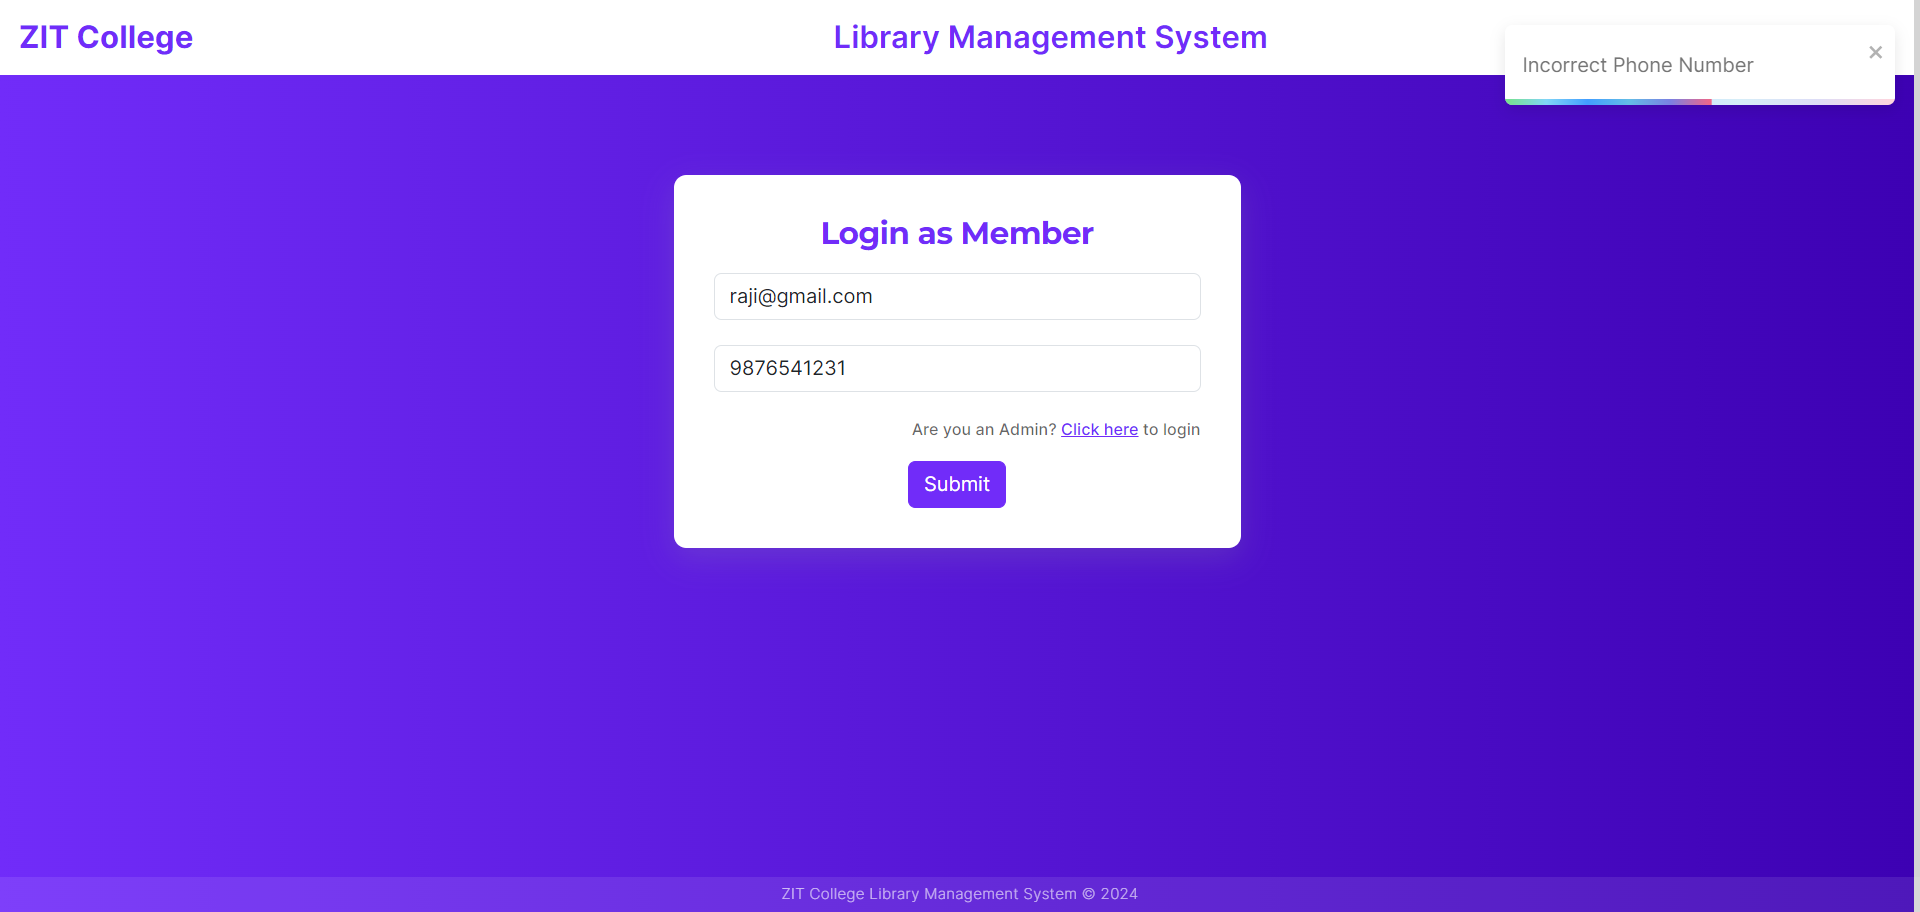 ZIT College
Library Management System
Incorrect Phone Number
Login as Member
raji@gmail.com
9876541231
Are you an Admin? Click here to login
Submit
ZIT College Library Management System © 2024